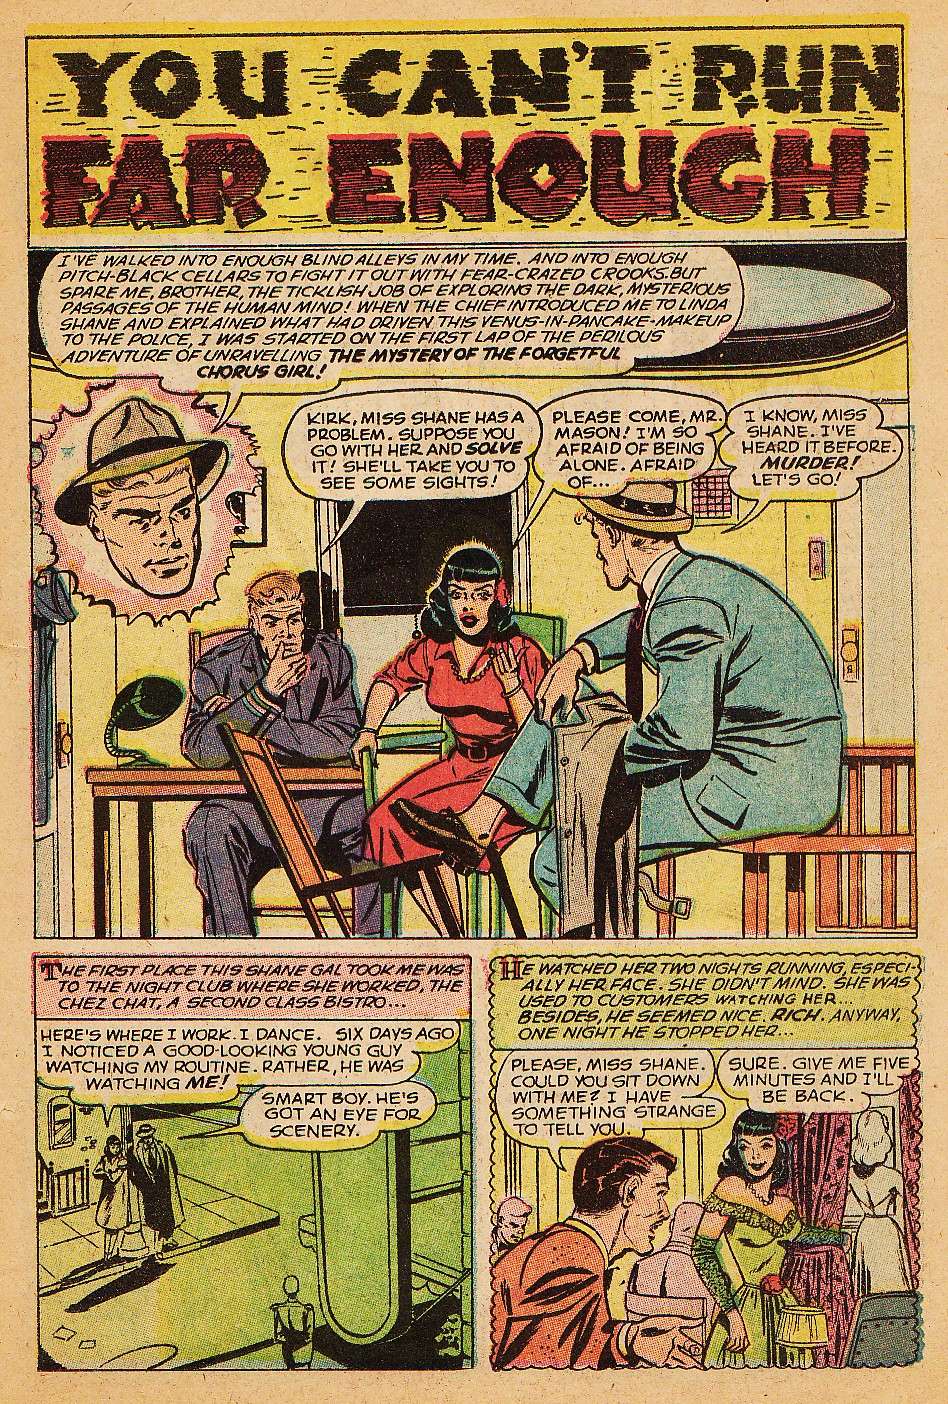 YOU CAN'T RUN
FAR ENOUGH
I'VE WALKED INTO ENOUGH BLIND ALLEYS IN MY TIME. AND INTO ENOUGH
PITCH-BLACK CELLARS TO FIGHT IT OUT WITH FEAR-CRAZED CROOKS. BUT
SPARE ME, BROTHER, THE TICKLISH JOB OF EXPLORING THE DARK, MYSTERIOUS
PASSAGES OF THE HUMAN MIND! WHEN THE CHIEF INTRODUCED ME TO LINDA
SHANE AND EXPLAINED WHAT HAD DRIVEN THIS VENUS-IN-PANCAKE-MAKEUP
TO THE POLICE, I WAS STARTED ON THE FIRST LAP OF THE PERILOUS
ADVENTURE OF UNRAVELLING THE MYSTERY OF THE FORGETFUL
CHORUS GIRL!
KIRK, MISS SHANE HAS A
PROBLEM. SUPPOSE YOU
GO WITH HER AND SOLVE
IT! SHE'LL TAKE YOU TO
SEE SOME SIGHTS!
PLEASE COME, MR.
MASON! I'M SO
AFRAID OF BEING
ALONE. AFRAID
OF...
I KNOW, MISS
SHANE. I'VE
HEARD IT BEFORE.
MURDER!
LET'S GO!
THE FIRST PLACE THIS SHANE GAL TOOK ME WAS
TO THE NIGHT CLUB WHERE SHE WORKED, THE
CHEZ CHAT, A SECOND CLASS BISTRO...
HERE'S WHERE I WORK. I DANCE. SIX DAYS AGO
I NOTICED A GOOD-LOOKING YOUNG GUY
WATCHING MY ROUTINE. RATHER, HE WAS
WATCHING ME!
SMART BOY. HE'S
GOT AN EYE FOR
SCENERY.
HE WATCHED HER TWO NIGHTS RUNNING, ESPECI-
ALLY HER FACE. SHE DIDN'T MIND. SHE WAS
USED TO CUSTOMERS WATCHING HER...
BESIDES, HE SEEMED NICE. RICH. ANYWAY,
ONE NIGHT HE STOPPED HER...
PLEASE, MISS SHANE.
COULD YOU SIT DOWN
WITH ME? I HAVE
SOMETHING STRANGE
TO TELL YOU.
SURE. GIVE ME FIVE
MINUTES AND I'LL
BE BACK.